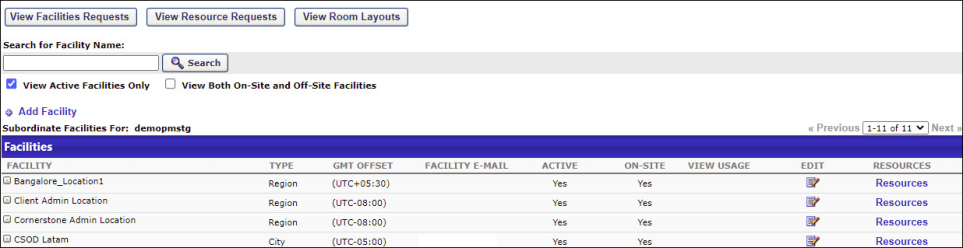 View Facilities Requests View Resource Requests View Room Layouts
Search for Facility Name:
Search
View Active Facilities Only View Both On-Site and Off-Site Facilities
Add Facility
Subordinate Facilities For: demopmstg « Previous 1-11 of 11 Next »
Facilities
FACILITY TYPE GMT OFFSET FACILITY E-MAIL ACTIVE ON-SITE VIEW USAGE EDIT RESOURCES
Bangalore_Location1 Region (UTC+05:30) Yes Yes Resources
Client Admin Location Region (UTC-08:00) Yes Yes Resources
Cornerstone Admin Location Region (UTC-08:00) Yes Yes Resources
CSOD Latam City (UTC-05:00) Yes Yes Resources